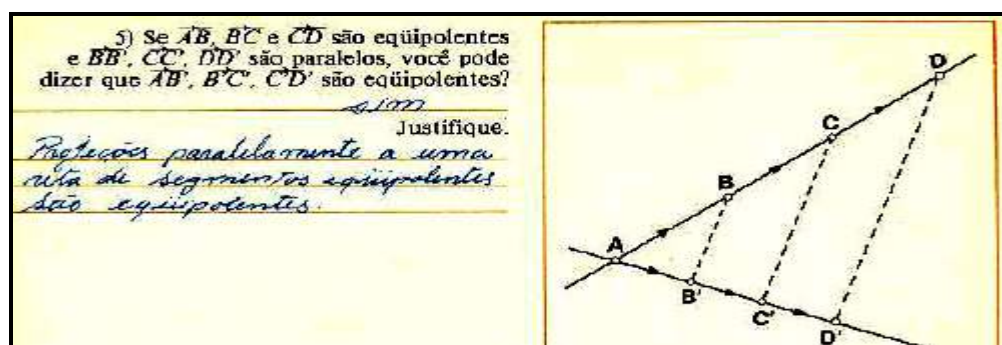 5) Se AB, BC e CD são eqüipolentes
e BB', CC', DD' são paralelos, você pode
dizer que AB', B'C', C'D' são eqüipolentes?
sim
Justifique.
Projeções paralelamente a uma
reta de segmentos eqüipolentes
são eqüipolentes.
D
C
B
A
B'
C'
D'